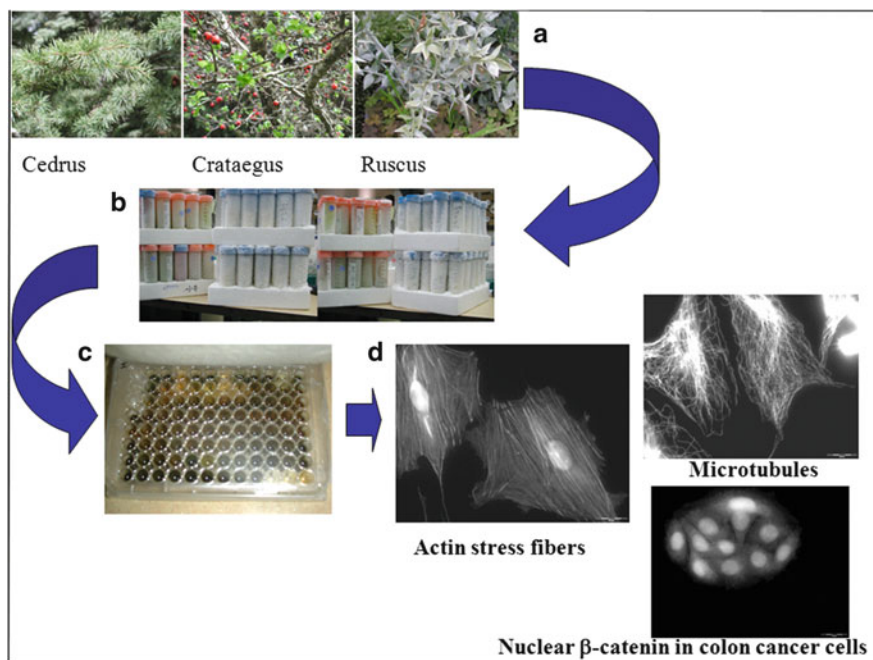 a
Cedrus
Crataegus
Ruscus
b
c
d
Microtubules
Actin stress fibers
Nuclear β-catenin in colon cancer cells